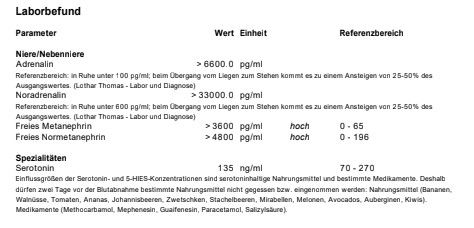 Laborbefund
Parameter Wert Einheit Referenzbereich
Niere/Nebenniere
Adrenalin > 6600.0 pg/ml
Referenzbereich: in Ruhe unter 100 pg/ml; beim Übergang vom Liegen zum Stehen kommt es zu einem Ansteigen von 25-50% des
Ausgangswertes. (Lothar Thomas - Labor und Diagnose)
Noradrenalin > 33000.0 pg/ml
Referenzbereich: in Ruhe unter 600 pg/ml; beim Übergang vom Liegen zum Stehen kommt es zu einem Ansteigen von 25-50% des
Ausgangswertes. (Lothar Thomas - Labor und Diagnose)
Freies Metanephrin > 3600 pg/ml hoch 0 - 65
Freies Normetanephrin > 4800 pg/ml hoch 0 - 196
Spezialitäten
Serotonin 135 ng/ml 70 - 270
Einflussgrößen der Serotonin- und 5-HIES-Konzentrationen sind serotoninhaltige Nahrungsmittel und bestimmte Medikamente. Deshalb
dürfen zwei Tage vor der Blutabnahme bestimmte Nahrungsmittel nicht gegessen bzw. eingenommen werden: Nahrungsmittel (Bananen,
Walnüsse, Tomaten, Ananas, Johannisbeeren, Zwetschken, Stachelbeeren, Mirabellen, Melonen, Avocados, Auberginen, Kiwis).
Medikamente (Methocarbamol, Mephenesin, Guaifenesin, Paracetamol, Salizylsäure).